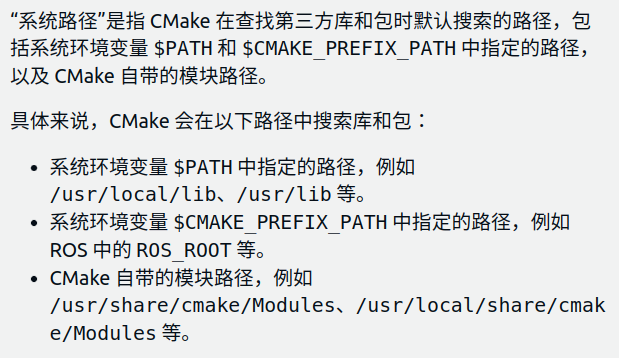 “系统路径”是指 CMake 在查找第三方库和包时默认搜索的路径，包
括系统环境变量 $PATH 和 $CMAKE_PREFIX_PATH 中指定的路径，
以及 CMake 自带的模块路径。
具体来说，CMake 会在以下路径中搜索库和包：
• 系统环境变量 $PATH 中指定的路径，例如
/usr/local/lib、/usr/lib 等。
• 系统环境变量 $CMAKE_PREFIX_PATH 中指定的路径，例如
ROS 中的 ROS_ROOT 等。
• CMake 自带的模块路径，例如
/usr/share/cmake/Modules、/usr/local/share/cmak
e/Modules 等。